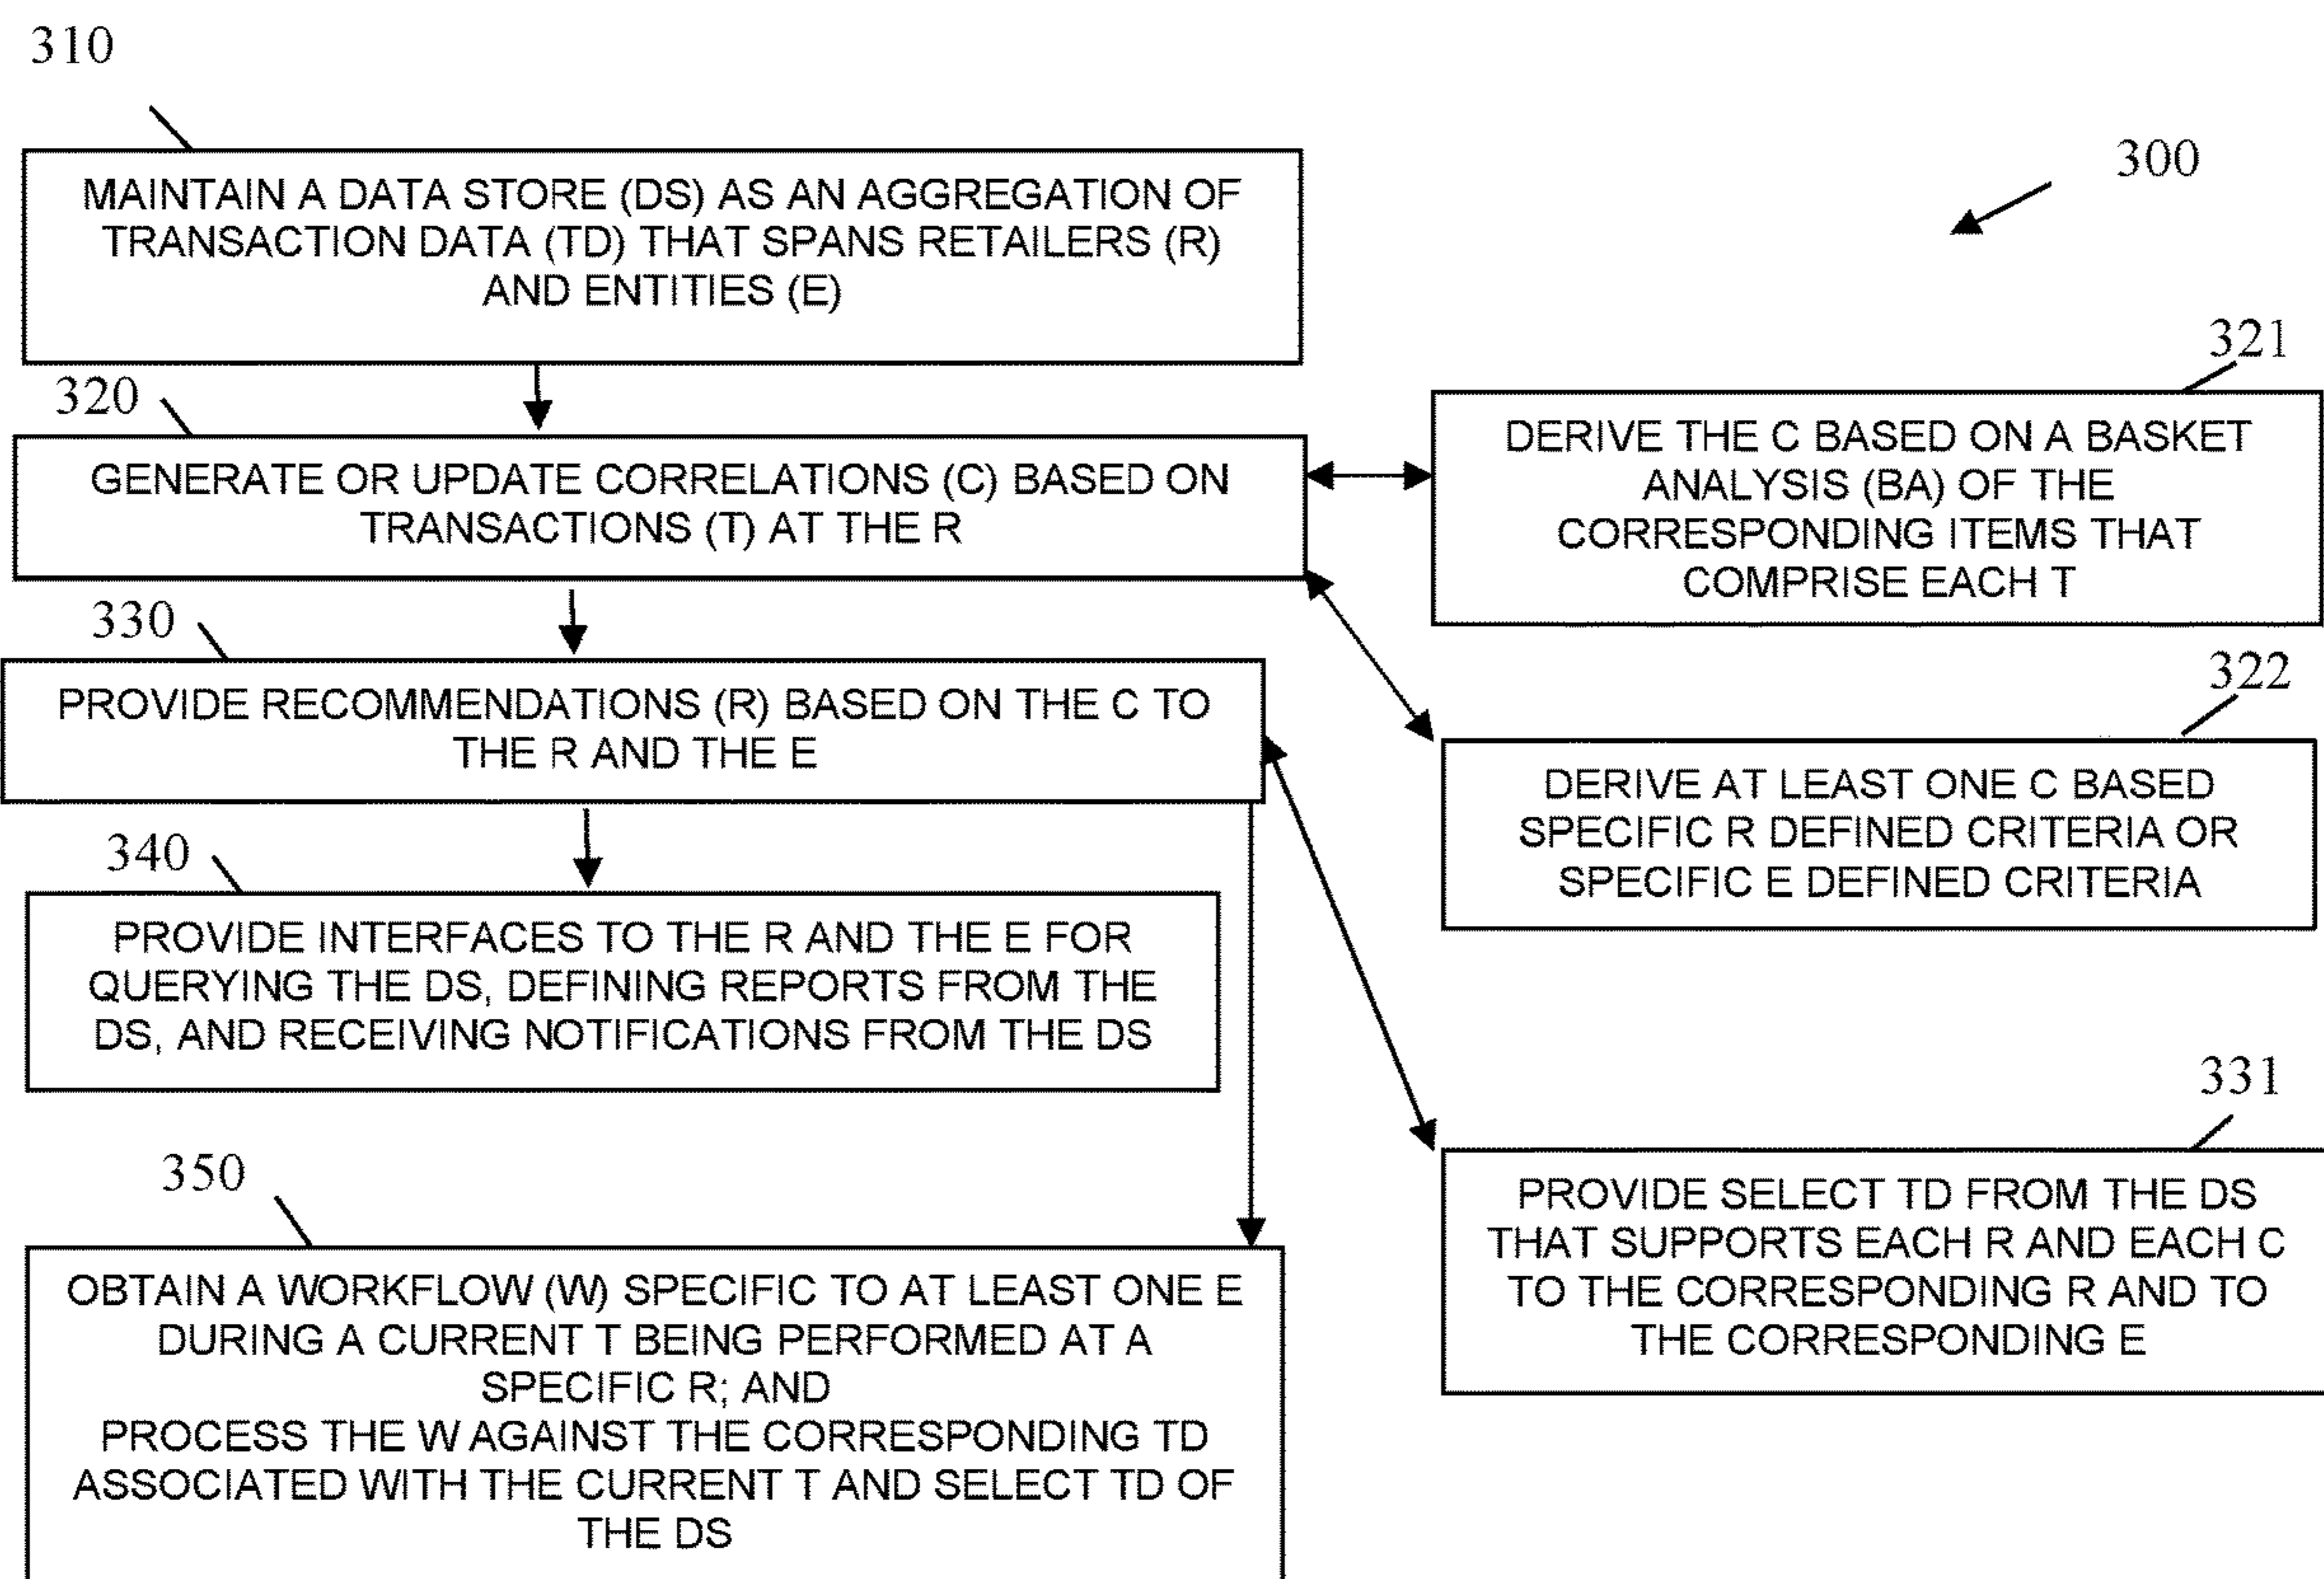 310
300
MAINTAIN A DATA STORE (DS) AS AN AGGREGATION OF
TRANSACTION DATA (TD) THAT SPANS RETAILERS (R)
AND ENTITIES (E)
320
GENERATE OR UPDATE CORRELATIONS (C) BASED ON
TRANSACTIONS (T) AT THE R
321
DERIVE THE C BASED ON A BASKET
ANALYSIS (BA) OF THE
CORRESPONDING ITEMS THAT
COMPRISE EACH T
330
PROVIDE RECOMMENDATIONS (R) BASED ON THE C TO
THE R AND THE E
322
DERIVE AT LEAST ONE C BASED
SPECIFIC R DEFINED CRITERIA OR
SPECIFIC E DEFINED CRITERIA
340
PROVIDE INTERFACES TO THE R AND THE E FOR
QUERYING THE DS, DEFINING REPORTS FROM THE
DS, AND RECEIVING NOTIFICATIONS FROM THE DS
331
PROVIDE SELECT TD FROM THE DS
THAT SUPPORTS EACH R AND EACH C
TO THE CORRESPONDING R AND TO
THE CORRESPONDING E
350
OBTAIN A WORKFLOW (W) SPECIFIC TO AT LEAST ONE E
DURING A CURRENT T BEING PERFORMED AT A
SPECIFIC R; AND
PROCESS THE W AGAINST THE CORRESPONDING TD
ASSOCIATED WITH THE CURRENT T AND SELECT TD OF
THE DS